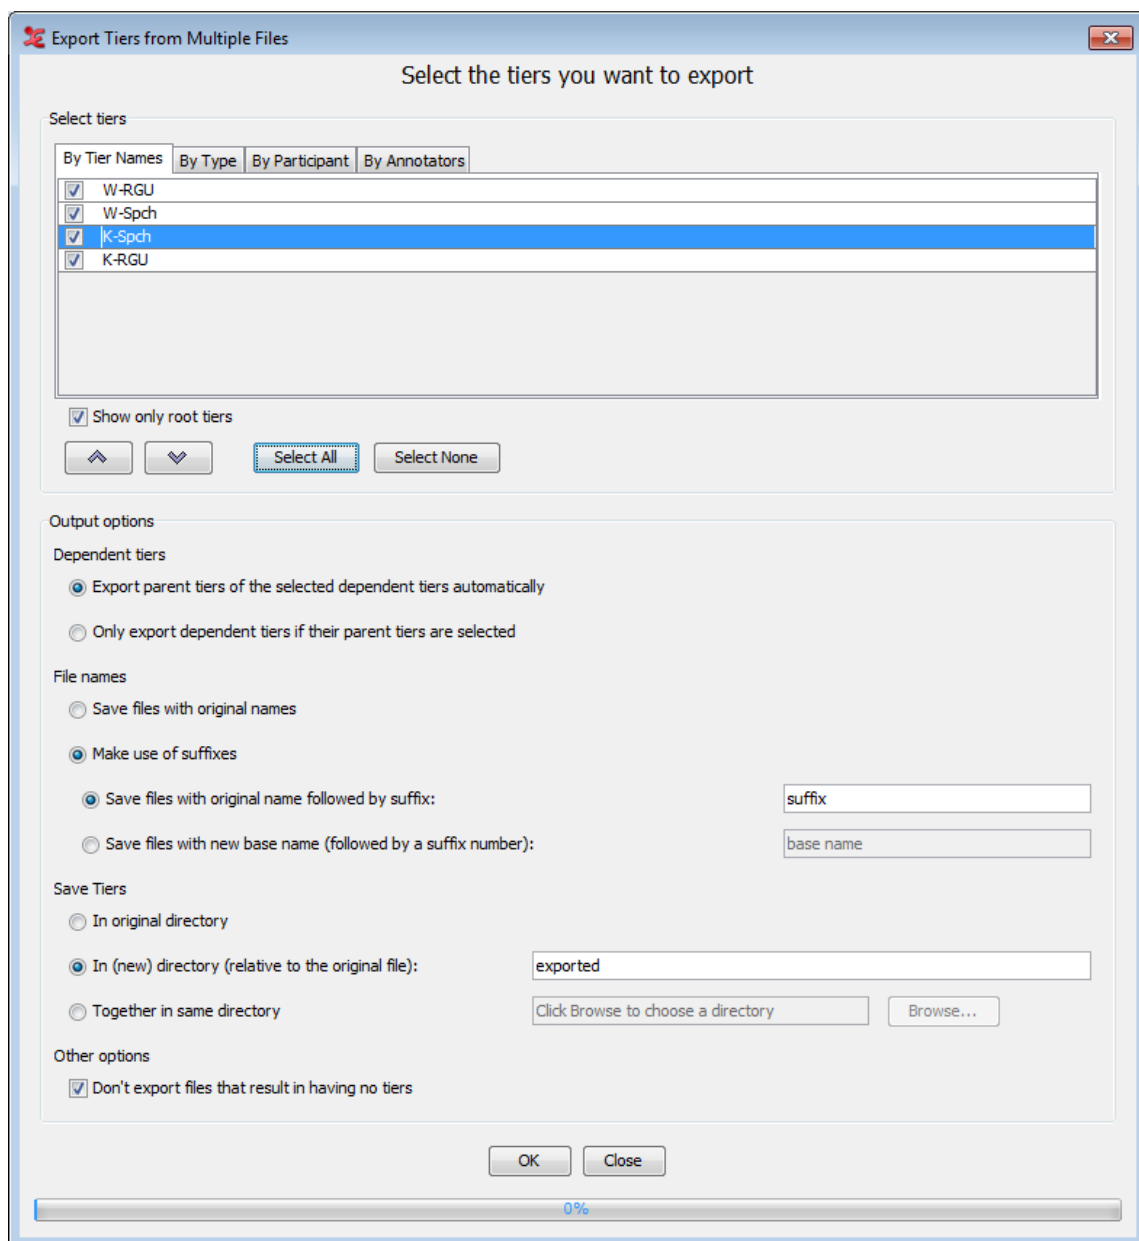 Export Tiers from Multiple Files
Select the tiers you want to export
Select tiers
By Tier Names By Type By Participant By Annotators
W-RGU
W-Spch
K-Spch
K-RGU
Show only root tiers
Select All Select None
Output options
Dependent tiers
Export parent tiers of the selected dependent tiers automatically
Only export dependent tiers if their parent tiers are selected
File names
Save files with original names
Make use of suffixes
Save files with original name followed by suffix: suffix
Save files with new base name (followed by a suffix number): base name
Save Tiers
In original directory
In (new) directory (relative to the original file): exported
Together in same directory Click Browse to choose a directory Browse...
Other options
Don't export files that result in having no tiers
OK Close
0%